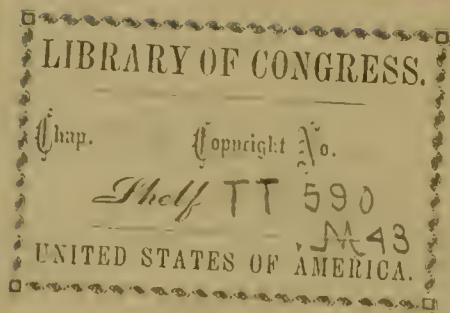 LIBRARY OF CONGRESS.
Chap. Copyright No.
Shelf TT 590
.M43
UNITED STATES OF AMERICA.